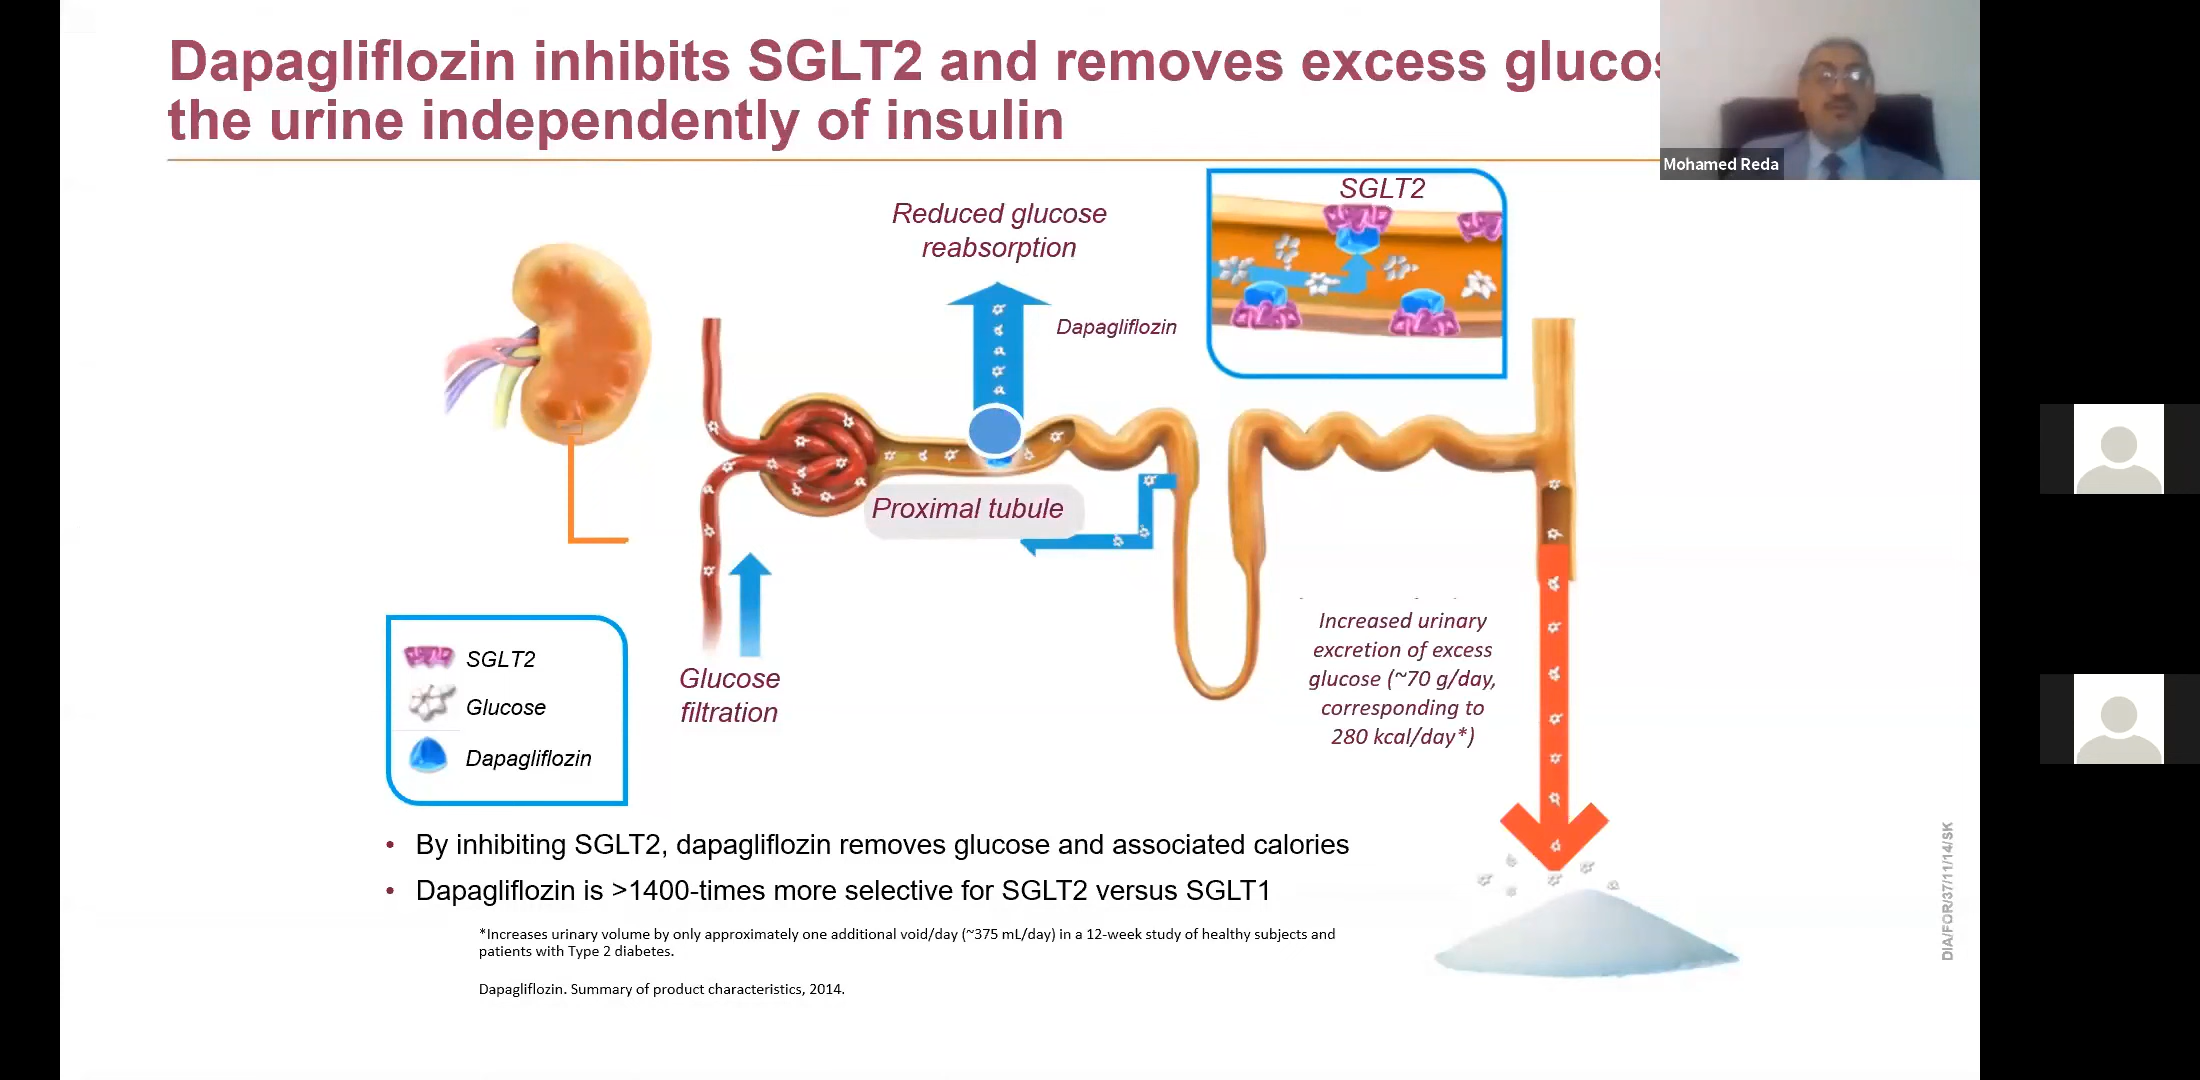 Dapagliflozin inhibits SGLT2 and removes excess
the urine independently of insulin
Mohamed Reda
SGLT2
Reduced glucose
reabsorption
Dapagliflozin
Proximal tubule
Glucose
filtration
Increased urinary
excretion of excess
glucose (~70 g/day,
corresponding to
280 kcal/day*)
SGLT2
Glucose
Dapagliflozin
• By inhibiting SGLT2, dapagliflozin removes glucose and associated calories
• Dapagliflozin is >1400-times more selective for SGLT2 versus SGLT1
*Increases urinary volume by only approximately one additional void/day (~375 mL/day) in a 12-week study of healthy subjects and
patients with Type 2 diabetes.
Dapagliflozin. Summary of product characteristics, 2014.
DIA/FOR/37/11/14/SK